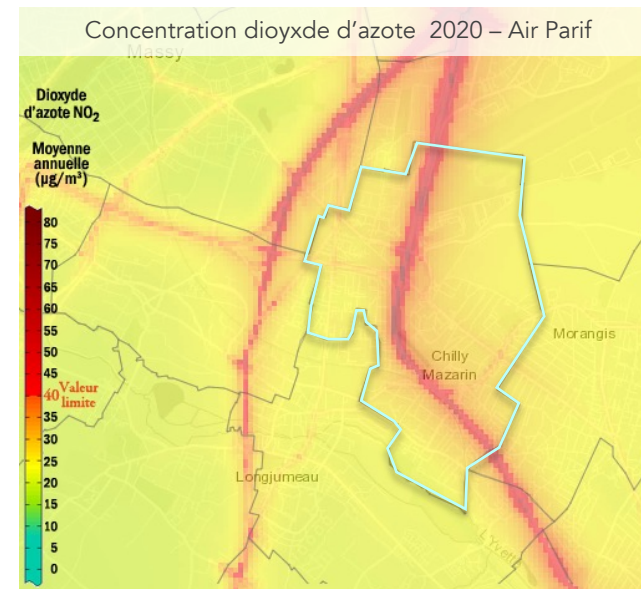 Concentration dioyxde d’azote 2020 – Air Parif
Massy
Dioxyde
d'azote NO₂
Moyenne
annuelle
(µg/m³)
80
75
70
65
60
55
50
45
40 Valeur
limite
35
30
25
20
15
10
5
0
Chilly
Mazarin
Morangis
Longjumeau
L'Yvette